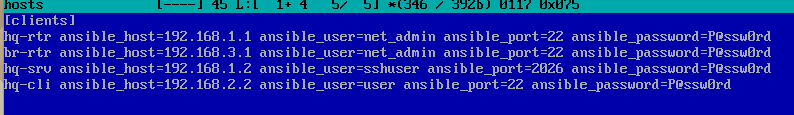 hosts [----] 45 L:[ 1+ 4 5/ 5] *(346 / 392b) 0117 0x075
[clients]
hq-rtr ansible_host=192.168.1.1 ansible_user=net_admin ansible_port=22 ansible_password=P@ssw0rd
br-rtr ansible_host=192.168.3.1 ansible_user=net_admin ansible_port=22 ansible_password=P@ssw0rd
hq-srv ansible_host=192.168.1.2 ansible_user=sshuser ansible_port=2026 ansible_password=P@ssw0rd
hq-cli ansible_host=192.168.2.2 ansible_user=user ansible_port=22 ansible_password=P@ssw0rd